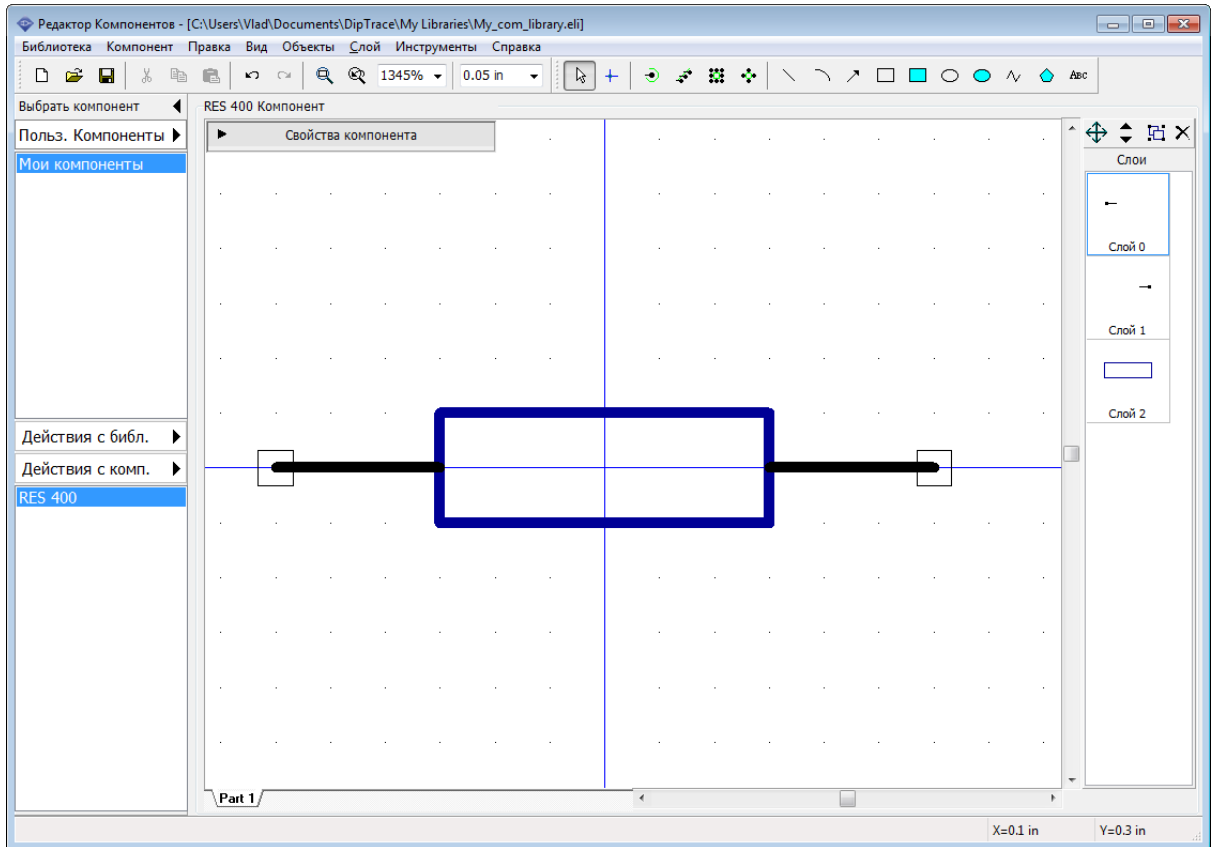 Редактор Компонентов - [C:\Users\Vlad\Documents\DipTrace\My Libraries\My_com_library.eli]
Библиотека Компонент Правка Вид Объекты Слой Инструменты Справка
1345% 0.05 in ABC
Выбрать компонент
RES 400 Компонент
Польз. Компоненты
Свойства компонента
Мои компоненты
Слои
Слой 0
Слой 1
Слой 2
Действия с библ.
Действия с комп.
RES 400
Part 1
X=0.1 in Y=0.3 in